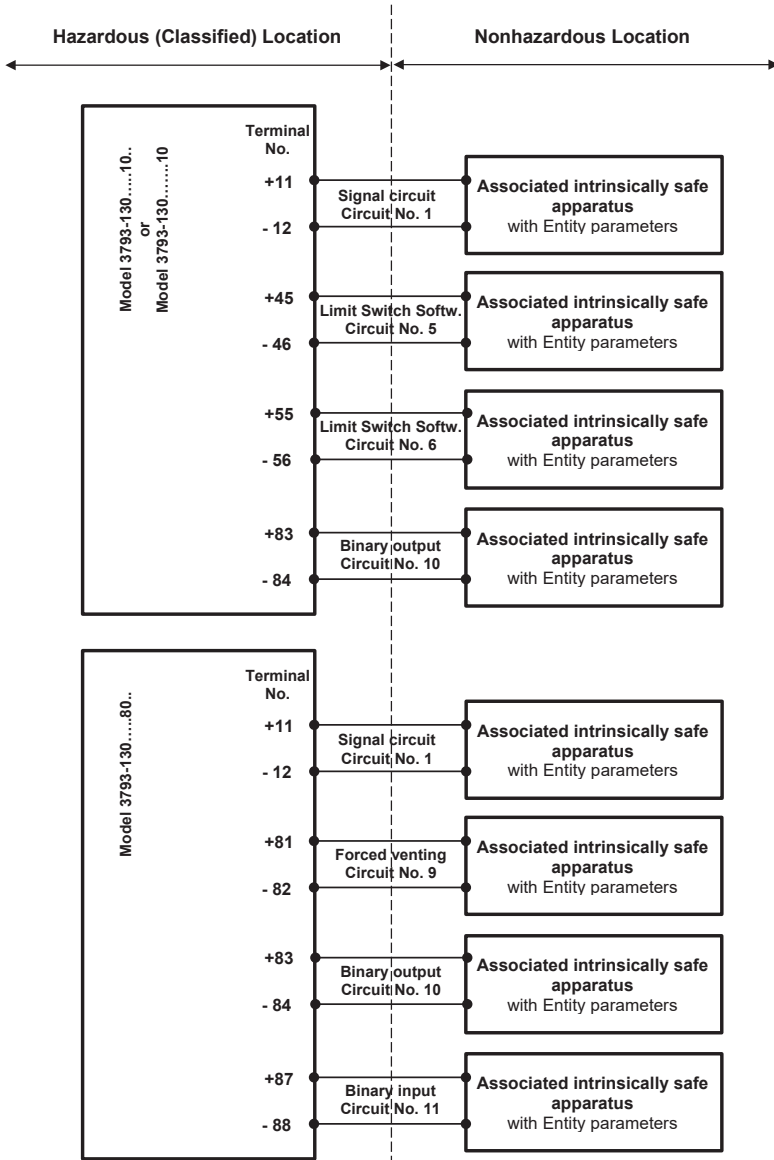 Hazardous (Classified) Location
Nonhazardous Location
Model 3793-130.....10..
or
Model 3793-130........10
Terminal
No.
+11
- 12
Signal circuit
Circuit No. 1
Associated intrinsically safe
apparatus
with Entity parameters
+45
- 46
Limit Switch Softw.
Circuit No. 5
Associated intrinsically safe
apparatus
with Entity parameters
+55
- 56
Limit Switch Softw.
Circuit No. 6
Associated intrinsically safe
apparatus
with Entity parameters
+83
- 84
Binary output
Circuit No. 10
Associated intrinsically safe
apparatus
with Entity parameters
Model 3793-130.....80..
Terminal
No.
+11
- 12
Signal circuit
Circuit No. 1
Associated intrinsically safe
apparatus
with Entity parameters
+81
- 82
Forced venting
Circuit No. 9
Associated intrinsically safe
apparatus
with Entity parameters
+83
- 84
Binary output
Circuit No. 10
Associated intrinsically safe
apparatus
with Entity parameters
+87
- 88
Binary input
Circuit No. 11
Associated intrinsically safe
apparatus
with Entity parameters